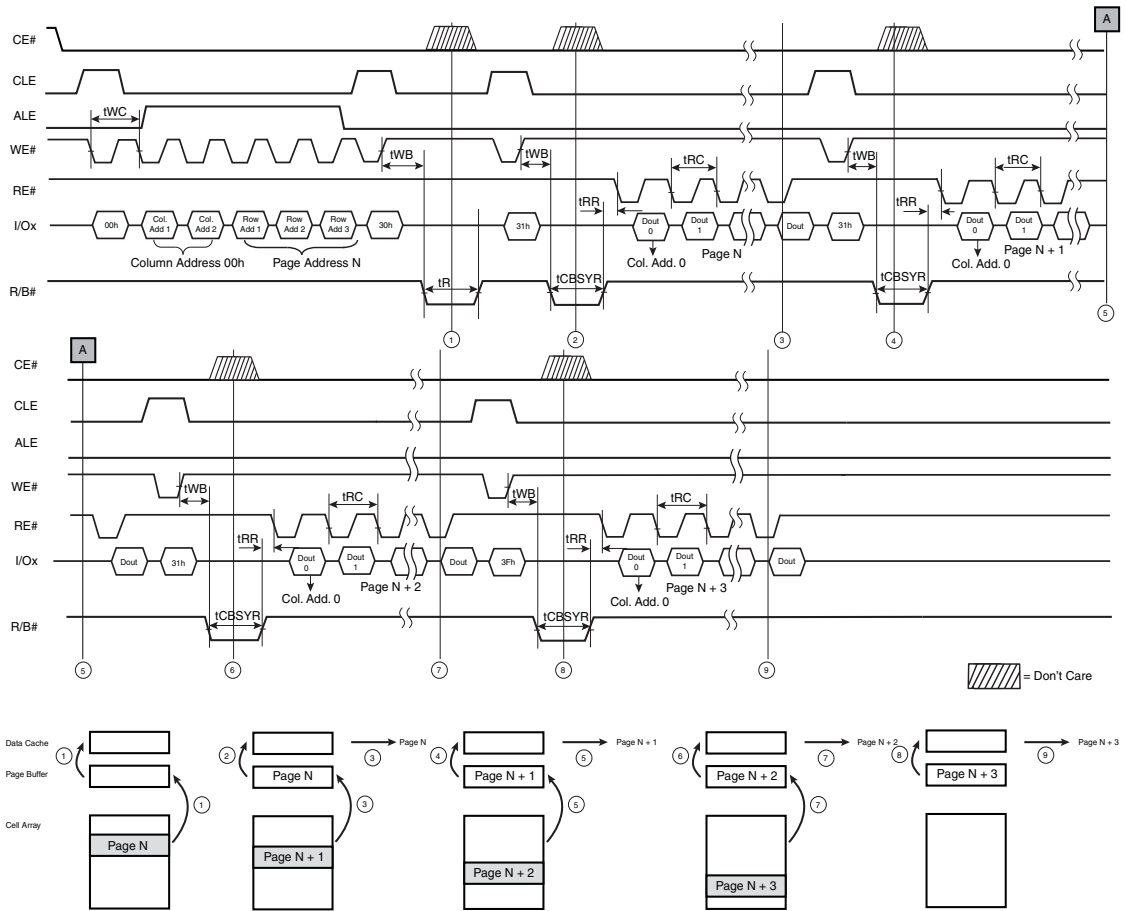 A
CE#
CLE
ALE
tWC
WE#
tWB
tWB
tRC
tWB
tRC
RE#
tRR
tRR
I/Ox
00h
Col. Add 1
Col. Add 2
Row Add 1
Row Add 2
Row Add 3
30h
31h
Dout 0
Dout 1
Dout
31h
Dout 0
Dout 1
Column Address 00h
Page Address N
Col. Add. 0
Page N
Col. Add. 0
Page N + 1
R/B#
tR
tCBSYR
tCBSYR
1
2
3
4
5
A
CE#
CLE
ALE
WE#
tWB
tRC
tWB
tRC
RE#
tRR
tRR
I/Ox
Dout
31h
Dout 0
Dout 1
Dout
3Fh
Dout 0
Dout 1
Dout
Page N + 2
Page N + 3
Col. Add. 0
Col. Add. 0
R/B#
tCBSYR
tCBSYR
5
6
7
8
9
= Don't Care
Data Cache
1
2
3
Page N
4
5
Page N + 1
6
7
Page N + 2
8
9
Page N + 3
Page Buffer
Page N
Page N + 1
Page N + 2
Page N + 3
1
3
5
7
Cell Array
Page N
Page N + 1
Page N + 2
Page N + 3